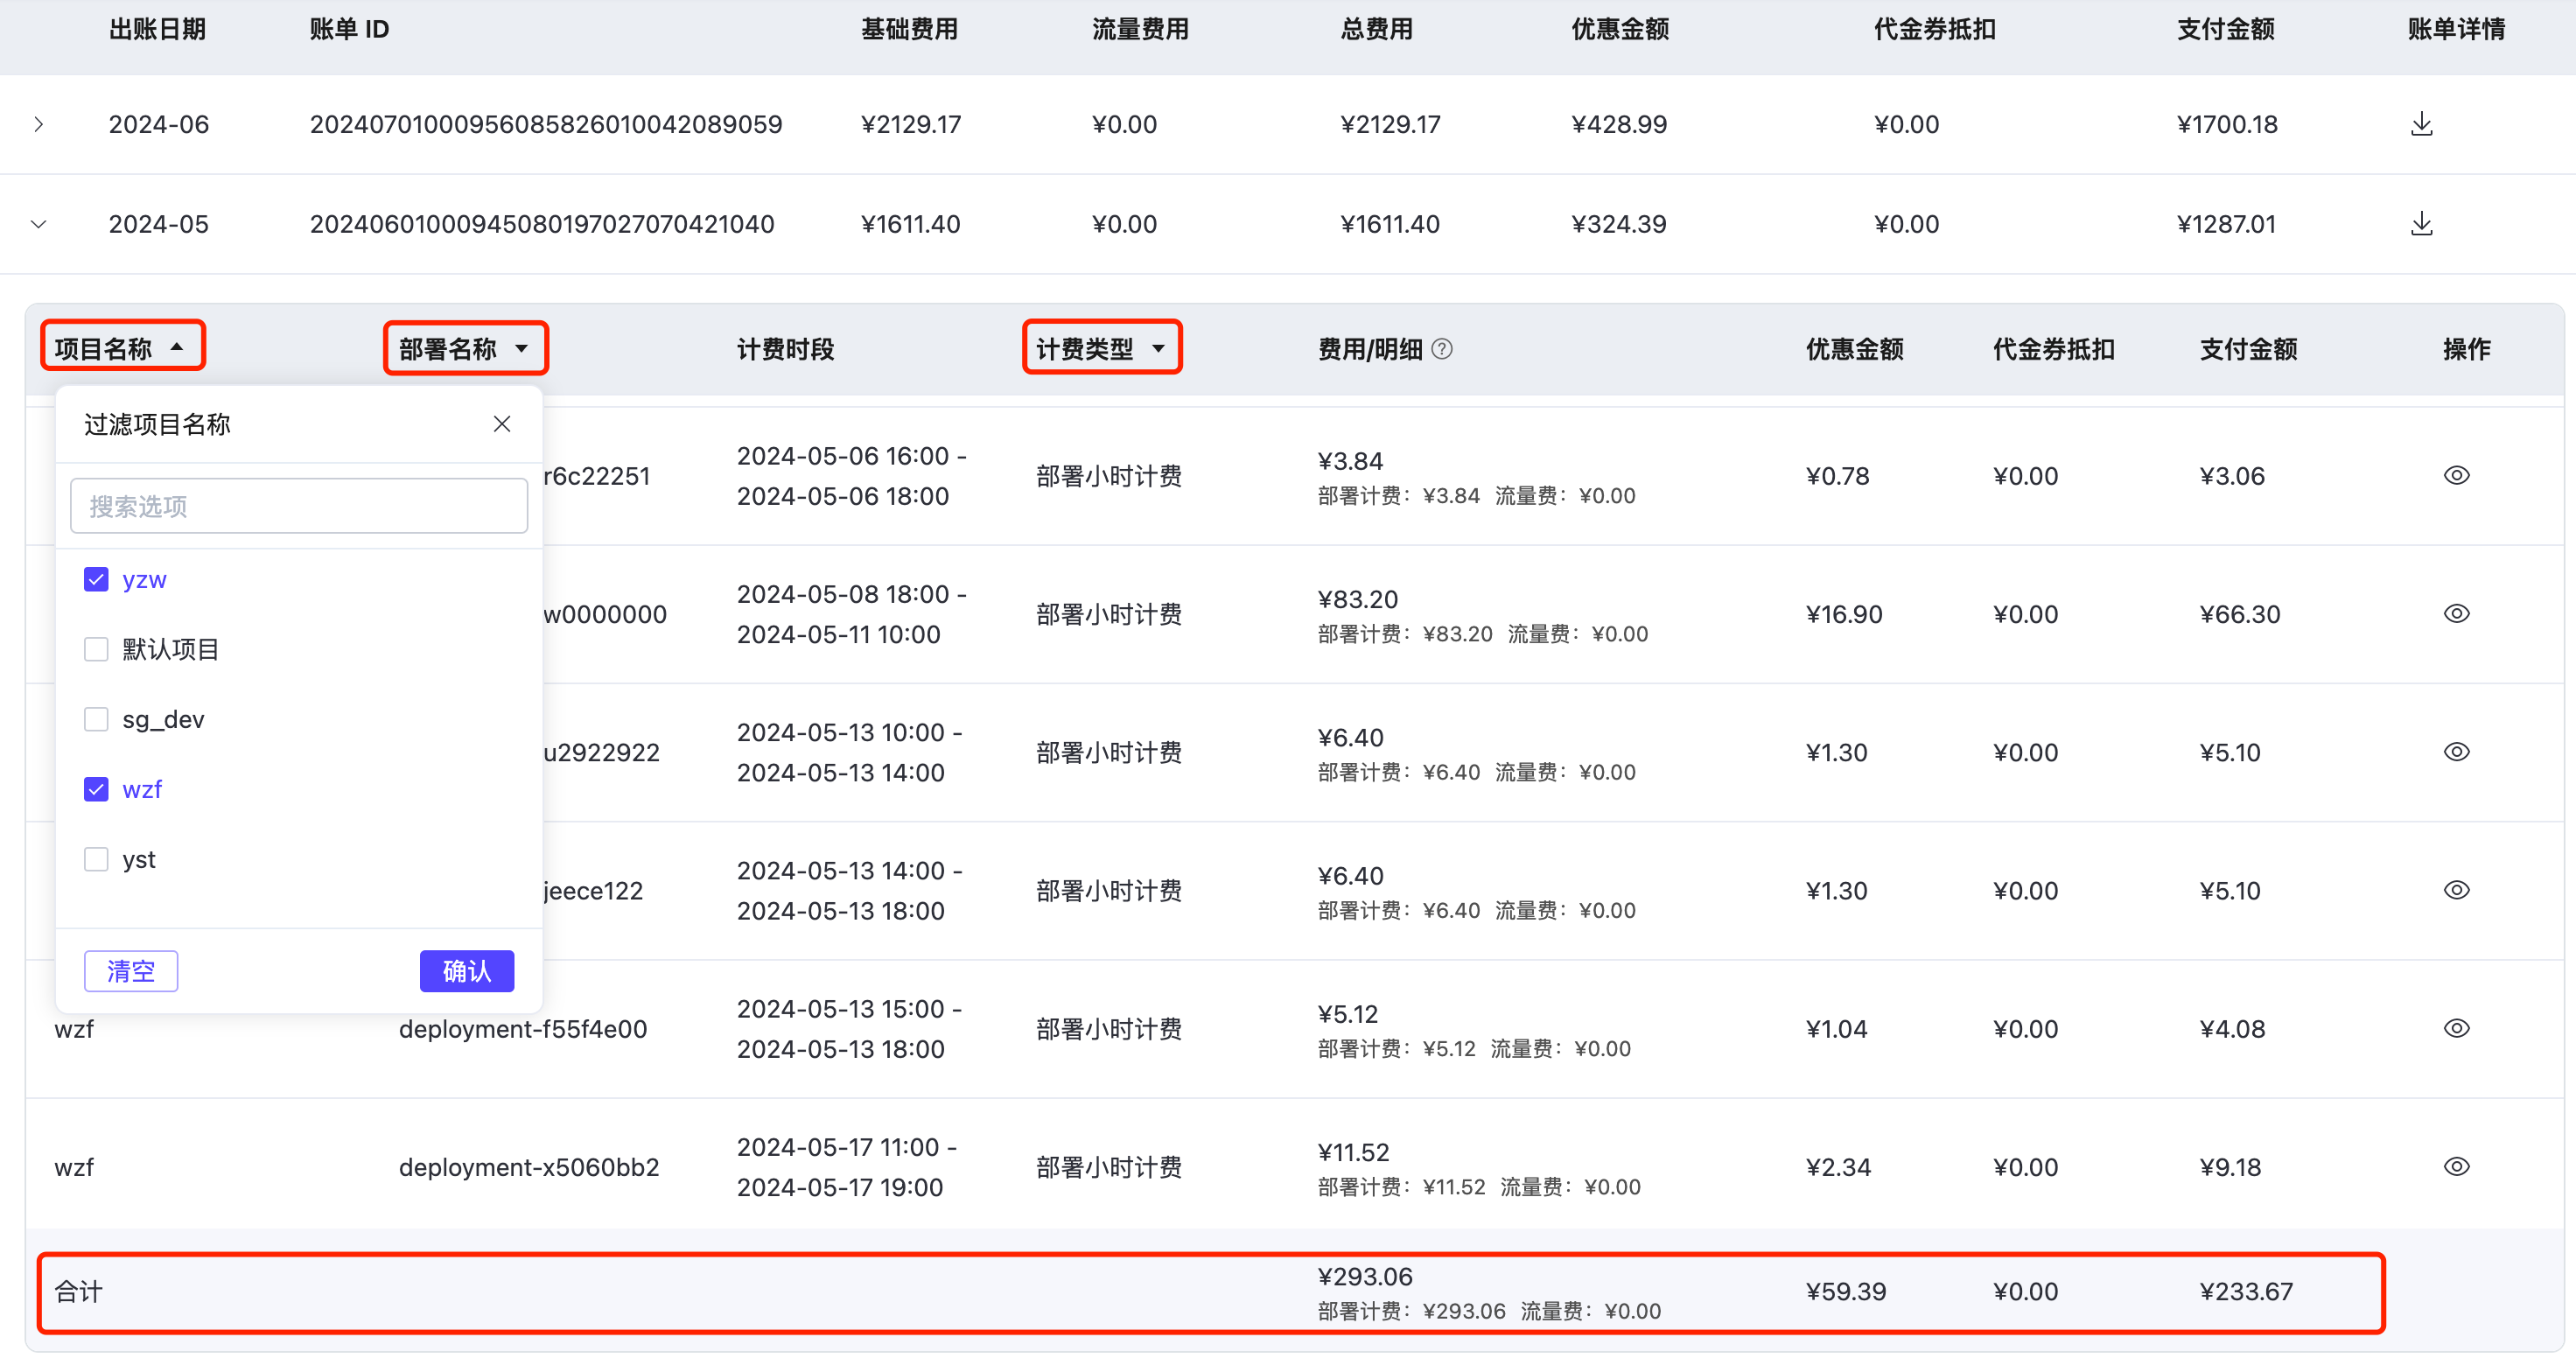 出账日期 账单 ID 基础费用 流量费用 总费用 优惠金额 代金券抵扣 支付金额 账单详情
2024-06 20240701000956085826010042089059 ¥2129.17 ¥0.00 ¥2129.17 ¥428.99 ¥0.00 ¥1700.18
2024-05 20240601000945080197027070421040 ¥1611.40 ¥0.00 ¥1611.40 ¥324.39 ¥0.00 ¥1287.01
项目名称 部署名称 计费时段 计费类型 费用/明细 ? 优惠金额 代金券抵扣 支付金额 操作
过滤项目名称
搜索选项
yzw
默认项目
sg_dev
wzf
yst
清空 确认
r6c22251 2024-05-06 16:00 - 部署小时计费 ¥3.84 ¥0.78 ¥0.00 ¥3.06
2024-05-06 18:00 部署计费：¥3.84 流量费：¥0.00
w0000000 2024-05-08 18:00 - 部署小时计费 ¥83.20 ¥16.90 ¥0.00 ¥66.30
2024-05-11 10:00 部署计费：¥83.20 流量费：¥0.00
u2922922 2024-05-13 10:00 - 部署小时计费 ¥6.40 ¥1.30 ¥0.00 ¥5.10
2024-05-13 14:00 部署计费：¥6.40 流量费：¥0.00
jeece122 2024-05-13 14:00 - 部署小时计费 ¥6.40 ¥1.30 ¥0.00 ¥5.10
2024-05-13 18:00 部署计费：¥6.40 流量费：¥0.00
wzf deployment-f55f4e00 2024-05-13 15:00 - 部署小时计费 ¥5.12 ¥1.04 ¥0.00 ¥4.08
2024-05-13 18:00 部署计费：¥5.12 流量费：¥0.00
wzf deployment-x5060bb2 2024-05-17 11:00 - 部署小时计费 ¥11.52 ¥2.34 ¥0.00 ¥9.18
2024-05-17 19:00 部署计费：¥11.52 流量费：¥0.00
合计 ¥293.06 ¥59.39 ¥0.00 ¥233.67
部署计费：¥293.06 流量费：¥0.00